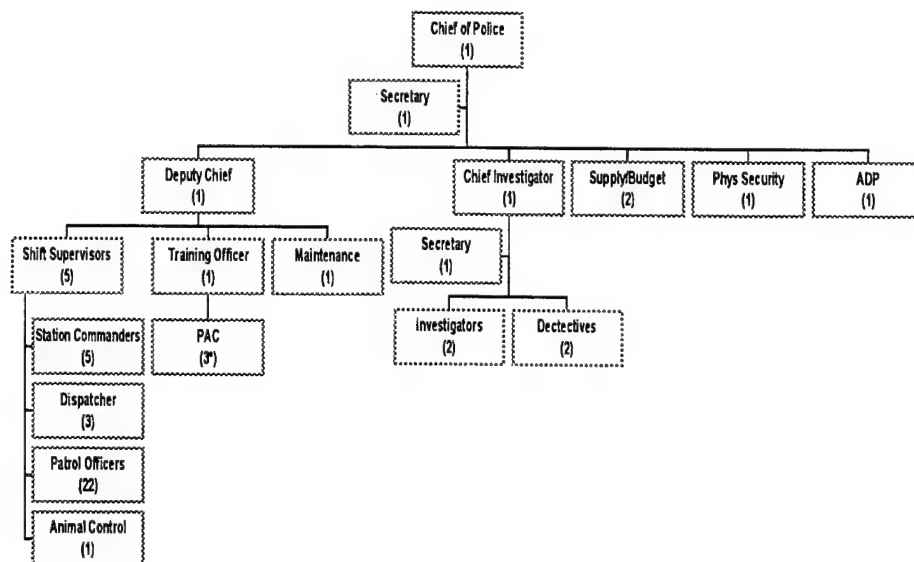 Chief of Police
(1)
Secretary
(1)
Deputy Chief
(1)
Chief Investigator
(1)
Supply/Budget
(2)
Phys Security
(1)
ADP
(1)
Shift Supervisors
(5)
Training Officer
(1)
Maintenance
(1)
Secretary
(1)
Station Commanders
(5)
PAC
(3*)
Investigators
(2)
Dectectives
(2)
Dispatcher
(3)
Patrol Officers
(22)
Animal Control
(1)